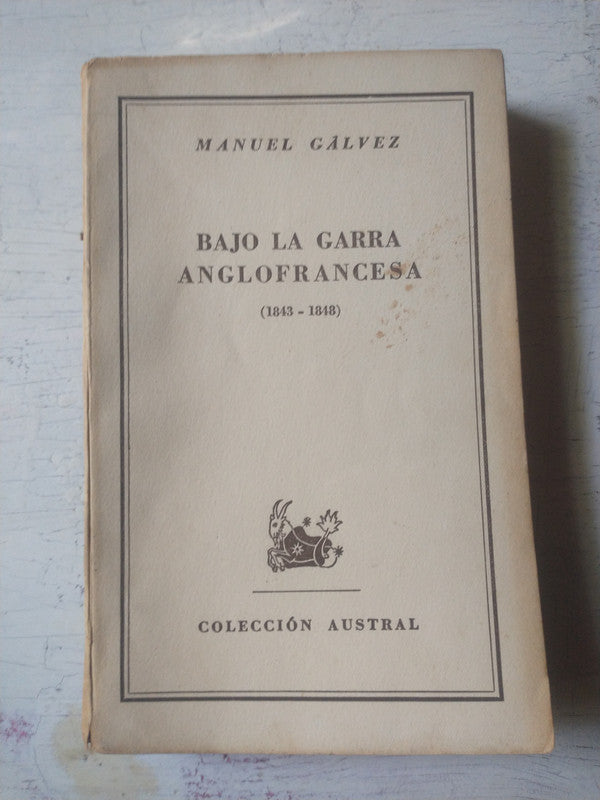 MANUEL GÁLVEZ
BAJO LA GARRA
ANGLOFRANCESA
(1843 - 1848)
COLECCIÓN AUSTRAL